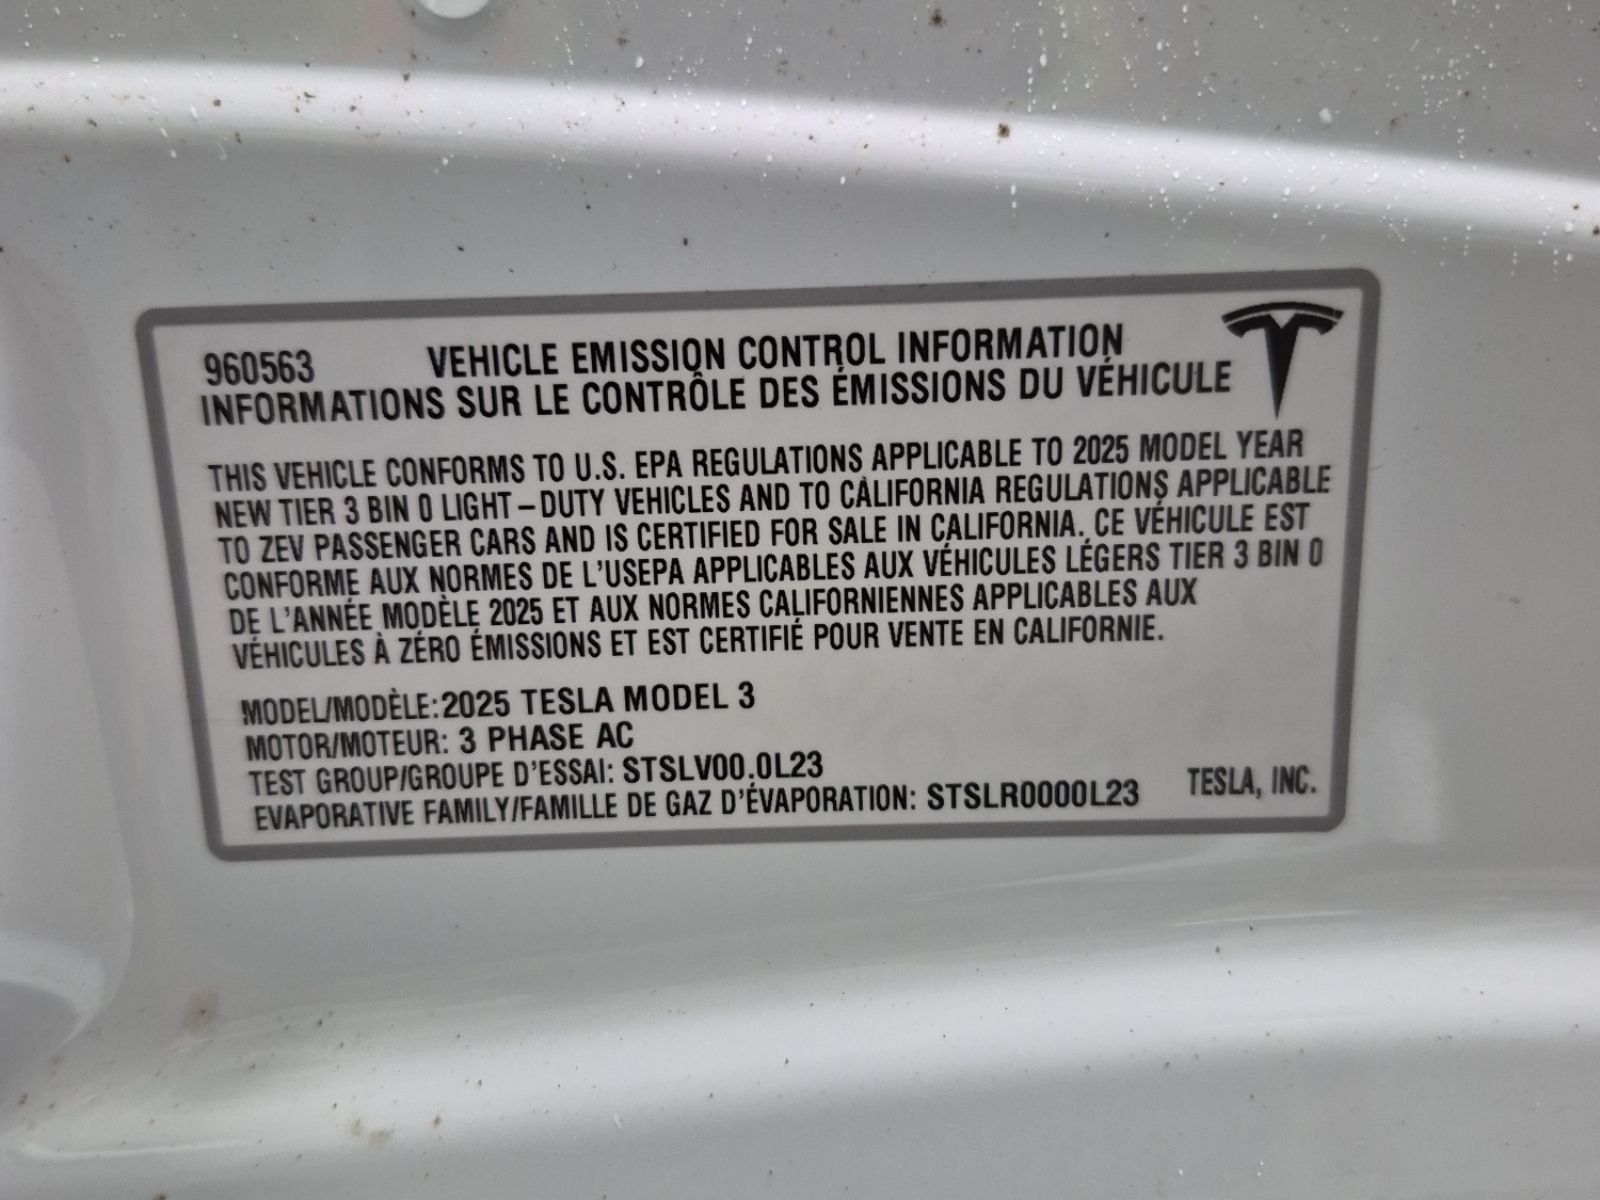 960563 VEHICLE EMISSION CONTROL INFORMATION
INFORMATIONS SUR LE CONTRÔLE DES ÉMISSIONS DU VÉHICULE
THIS VEHICLE CONFORMS TO U.S. EPA REGULATIONS APPLICABLE TO 2025 MODEL YEAR
NEW TIER 3 BIN 0 LIGHT–DUTY VEHICLES AND TO CALIFORNIA REGULATIONS APPLICABLE
TO ZEV PASSENGER CARS AND IS CERTIFIED FOR SALE IN CALIFORNIA. CE VÉHICULE EST
CONFORME AUX NORMES DE L'USEPA APPLICABLES AUX VÉHICULES LÉGERS TIER 3 BIN 0
DE L'ANNÉE MODÈLE 2025 ET AUX NORMES CALIFORNIENNES APPLICABLES AUX
VÉHICULES À ZÉRO ÉMISSIONS ET EST CERTIFIÉ POUR VENTE EN CALIFORNIE.
MODEL/MODÈLE: 2025 TESLA MODEL 3
MOTOR/MOTEUR: 3 PHASE AC
TEST GROUP/GROUPE D'ESSAI: STSLV00.0L23
EVAPORATIVE FAMILY/FAMILLE DE GAZ D'ÉVAPORATION: STSLR0000L23 TESLA, INC.